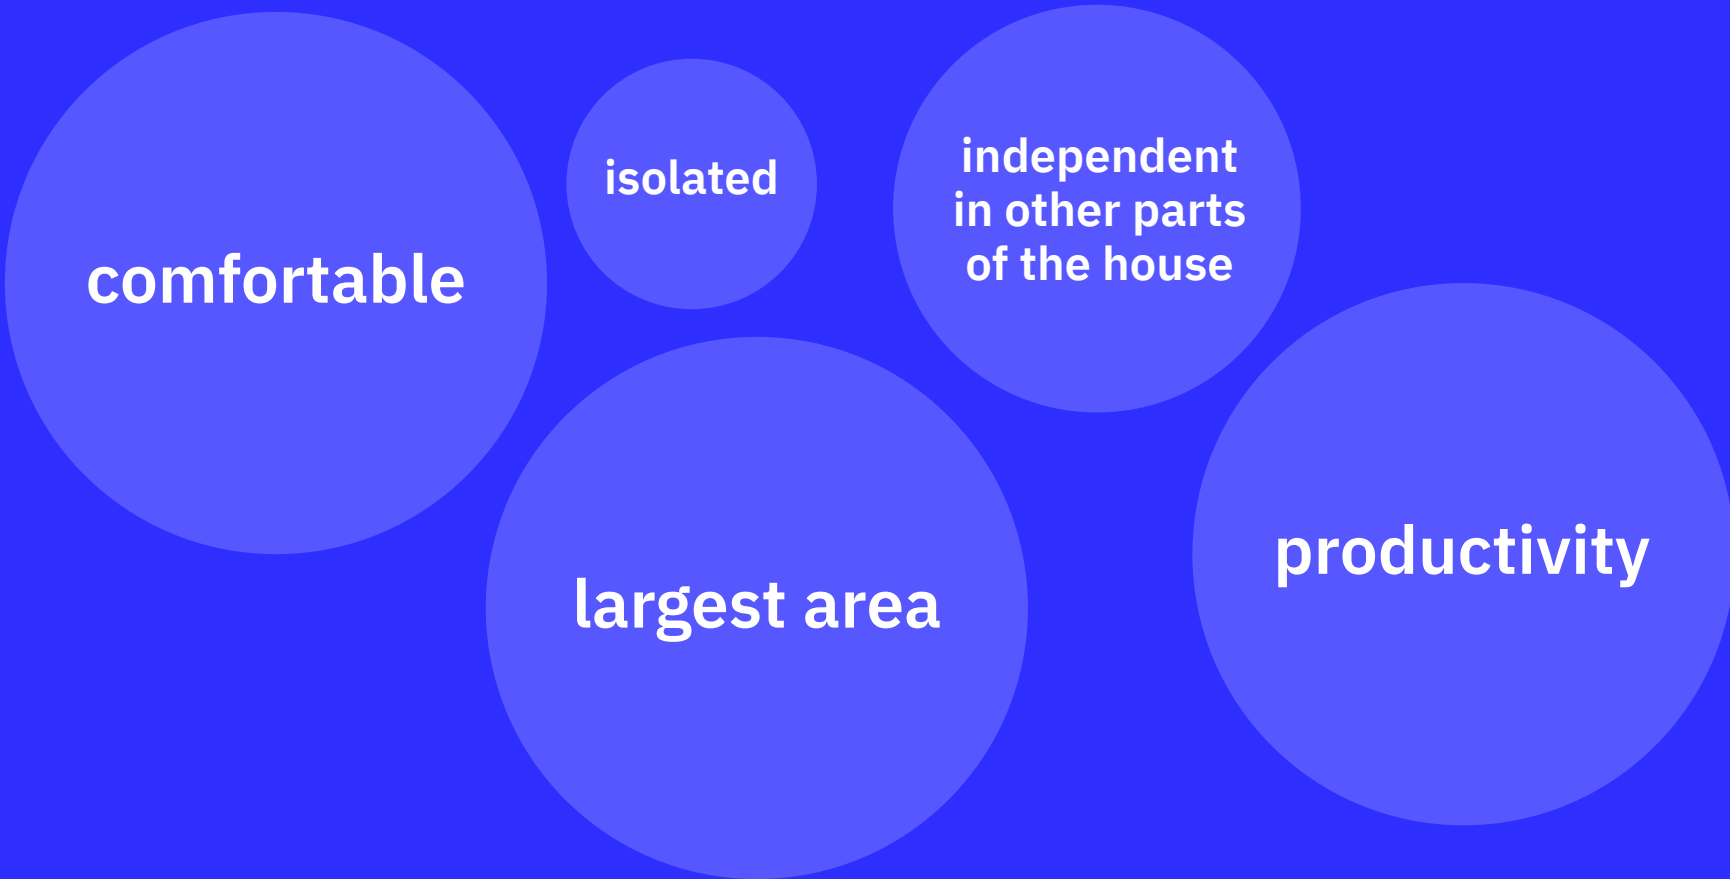 comfortable
isolated
independent
in other parts
of the house
largest area
productivity